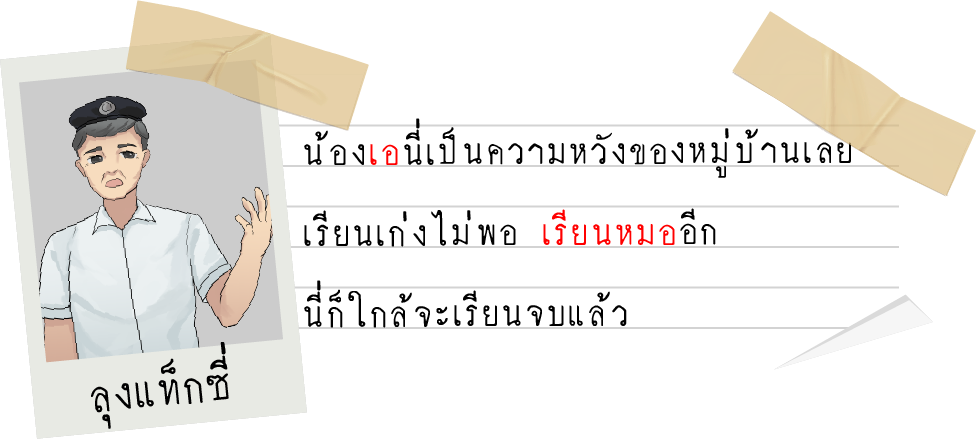 น้องเอนี่เป็นความหวังของหมู่บ้านเลย
เรียนเก่งไม่พอ เรียนหมออีก
นี่ก็ใกล้จะเรียนจบแล้ว
ลุงแท็กซี่